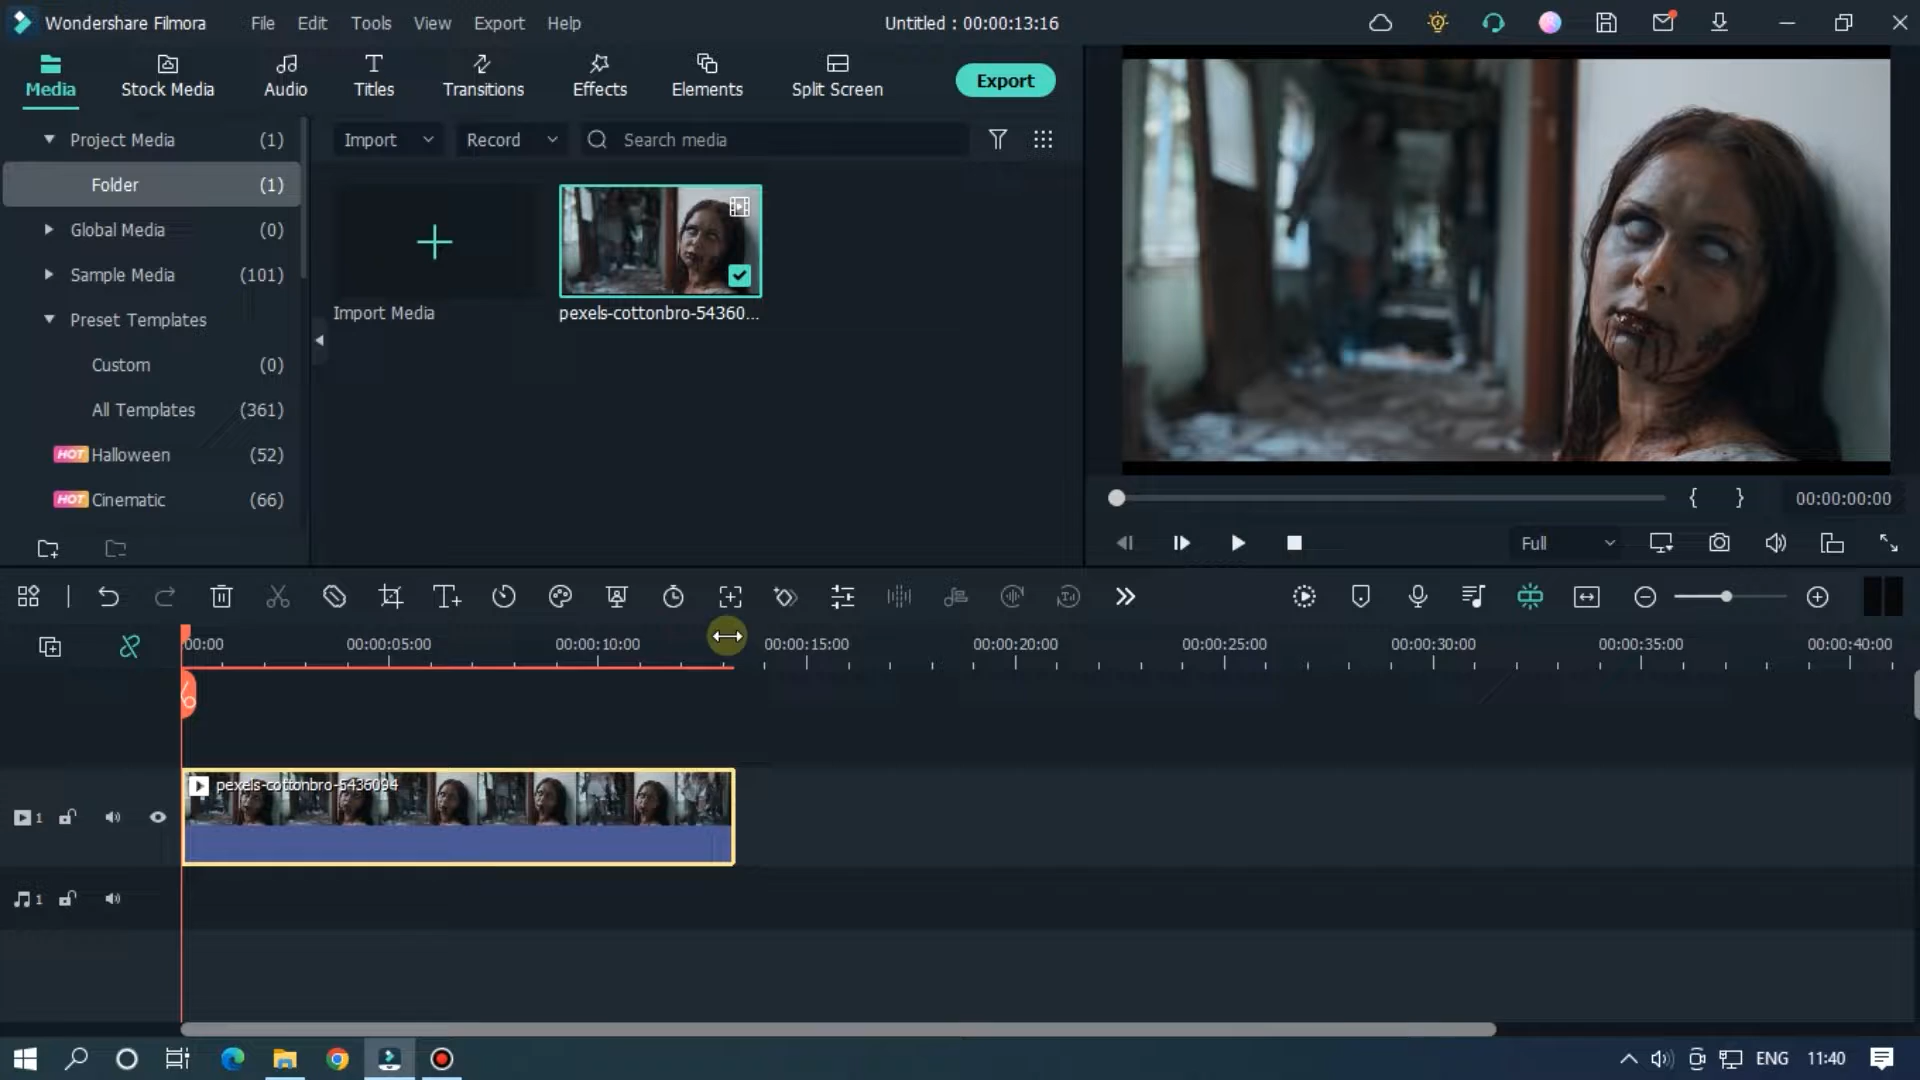 Wondershare Filmora File Edit Tools View Export Help Untitled : 00:00:13:16
Media Stock Media Audio Titles Transitions Effects Elements Split Screen Export
Project Media (1)
Folder (1)
Global Media (0)
Sample Media (101)
Preset Templates
Custom (0)
All Templates (361)
HOT Halloween (52)
HOT Cinematic (66)
Import Record Search media
Import Media pexels-cottonbro-54360...
{ } 00:00:00:00
Full
00:00 00:00:05:00 00:00:10:00 00:00:15:00 00:00:20:00 00:00:25:00 00:00:30:00 00:00:35:00 00:00:40:00
pexels-cottonbro-5436094
1
1
ENG 11:40